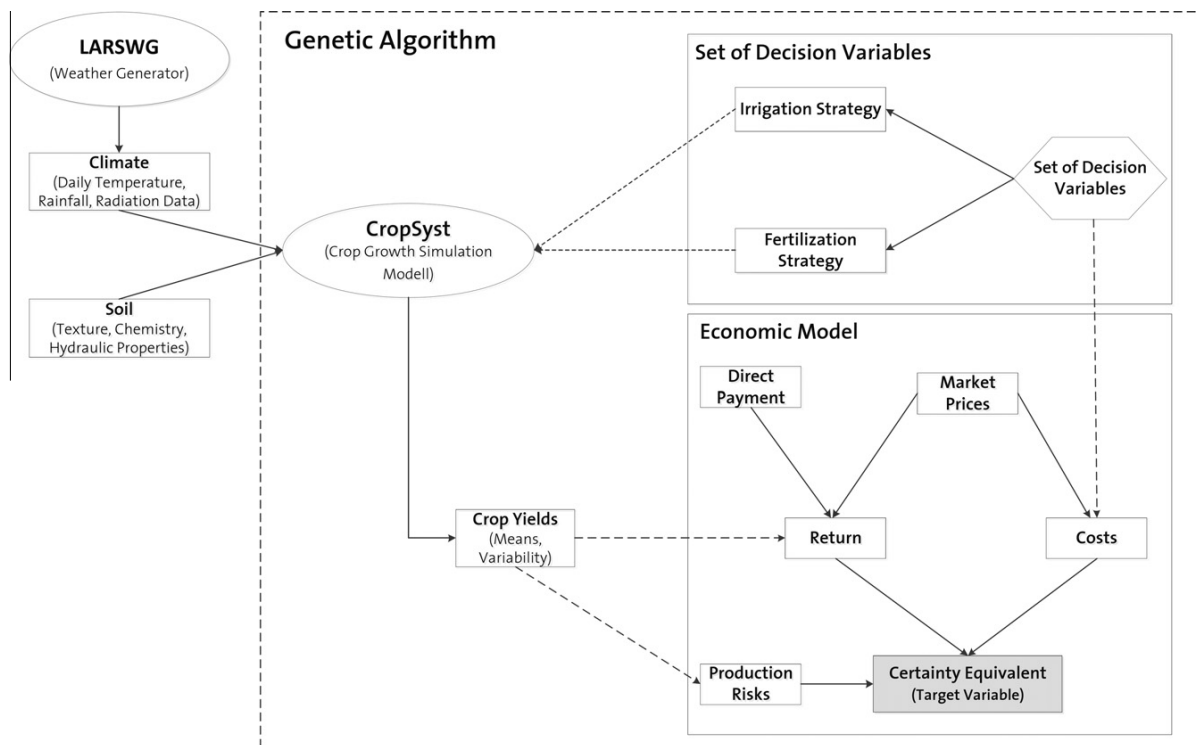 LARSWG
(Weather Generator)
Climate
(Daily Temperature,
Rainfall, Radiation Data)
Soil
(Texture, Chemistry,
Hydraulic Properties)
Genetic Algorithm
CropSyst
(Crop Growth Simulation
Modell)
Crop Yields
(Means,
Variability)
Set of Decision Variables
Irrigation Strategy
Set of Decision
Variables
Fertilization
Strategy
Economic Model
Direct
Payment
Market
Prices
Return
Costs
Production
Risks
Certainty Equivalent
(Target Variable)